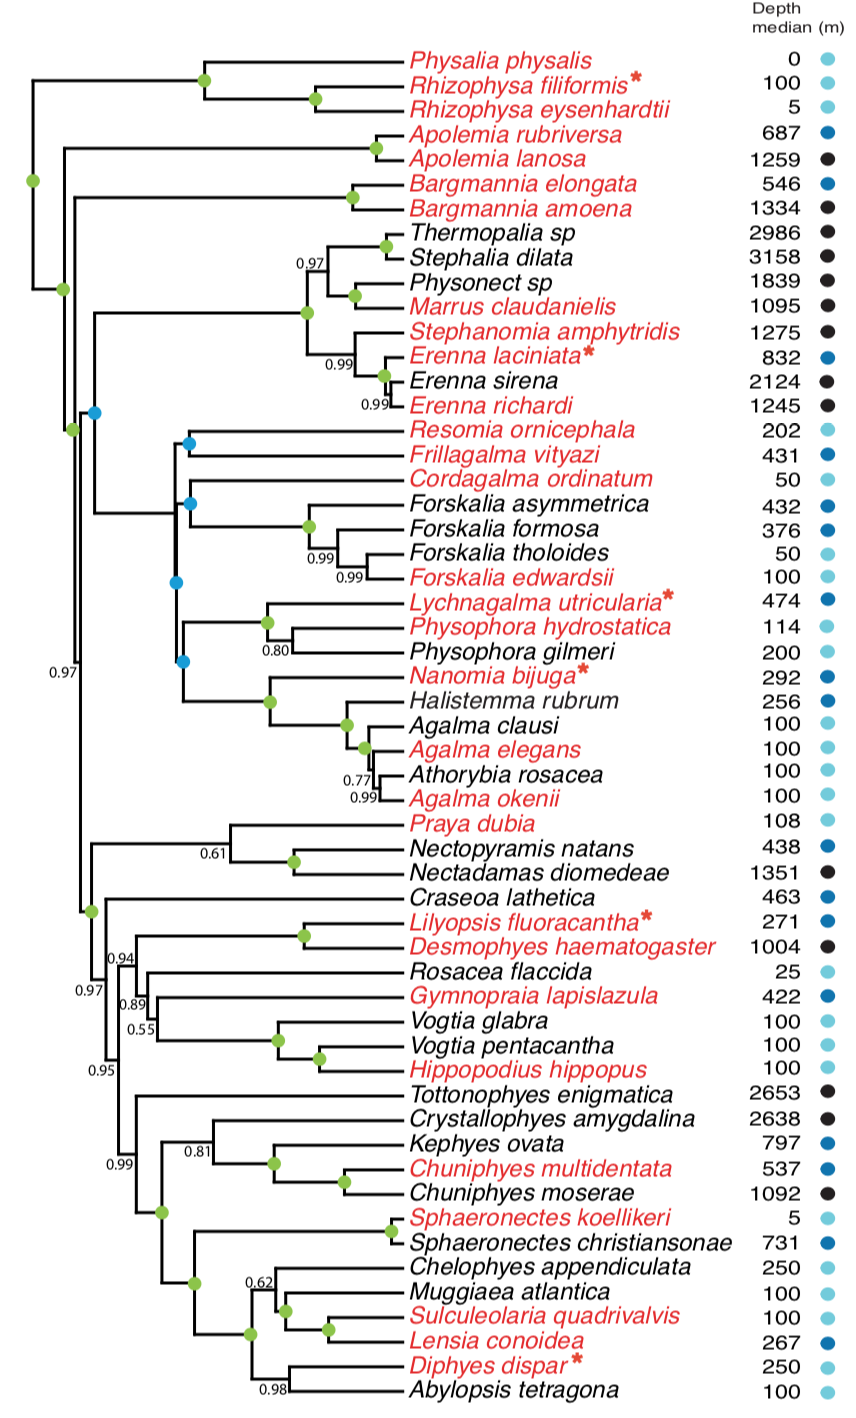 Depth
median (m)
Physalia physalis 0
Rhizophysa filiformis* 100
Rhizophysa eysenhardtii 5
Apolemia rubriversa 687
Apolemia lanosa 1259
Bargmannia elongata 546
Bargmannia amoena 1334
Thermopalia sp 2986
Stephalia dilata 3158
0.97
Physonect sp 1839
Marrus claudanielis 1095
Stephanomia amphytridis 1275
Erenna laciniata* 832
0.99
Erenna sirena 2124
Erenna richardi 1245
0.99
Resomia ornicephala 202
Frillagalma vityazi 431
Cordagalma ordinatum 50
Forskalia asymmetrica 432
Forskalia formosa 376
Forskalia tholoides 50
0.99
Forskalia edwardsii 100
0.99
Lychnagalma utricularia* 474
Physophora hydrostatica 114
Physophora gilmeri 200
0.80
Nanomia bijuga* 292
0.97
Halistemma rubrum 256
Agalma clausi 100
Agalma elegans 100
Athorybia rosacea 100
0.77
Agalma okenii 100
0.99
Praya dubia 108
Nectopyramis natans 438
0.61
Nectadamas diomedeae 1351
Craseoa lathetica 463
Lilyopsis fluoracantha* 271
Desmophyes haematogaster 1004
0.94
Rosacea flaccida 25
0.97
Gymnopraia lapislazula 422
0.89
Vogtia glabra 100
0.55
Vogtia pentacantha 100
Hippopodius hippopus 100
0.95
Tottonophyes enigmatica 2653
Crystallophyes amygdalina 2638
Kephyes ovata 797
0.81
Chuniphyes multidentata 537
0.99
Chuniphyes moserae 1092
Sphaeronectes koellikeri 5
Sphaeronectes christiansonae 731
Chelophyes appendiculata 250
0.62
Muggiaea atlantica 100
Sulculeolaria quadrivalvis 100
Lensia conoidea 267
Diphyes dispar* 250
Abylopsis tetragona 100
0.98